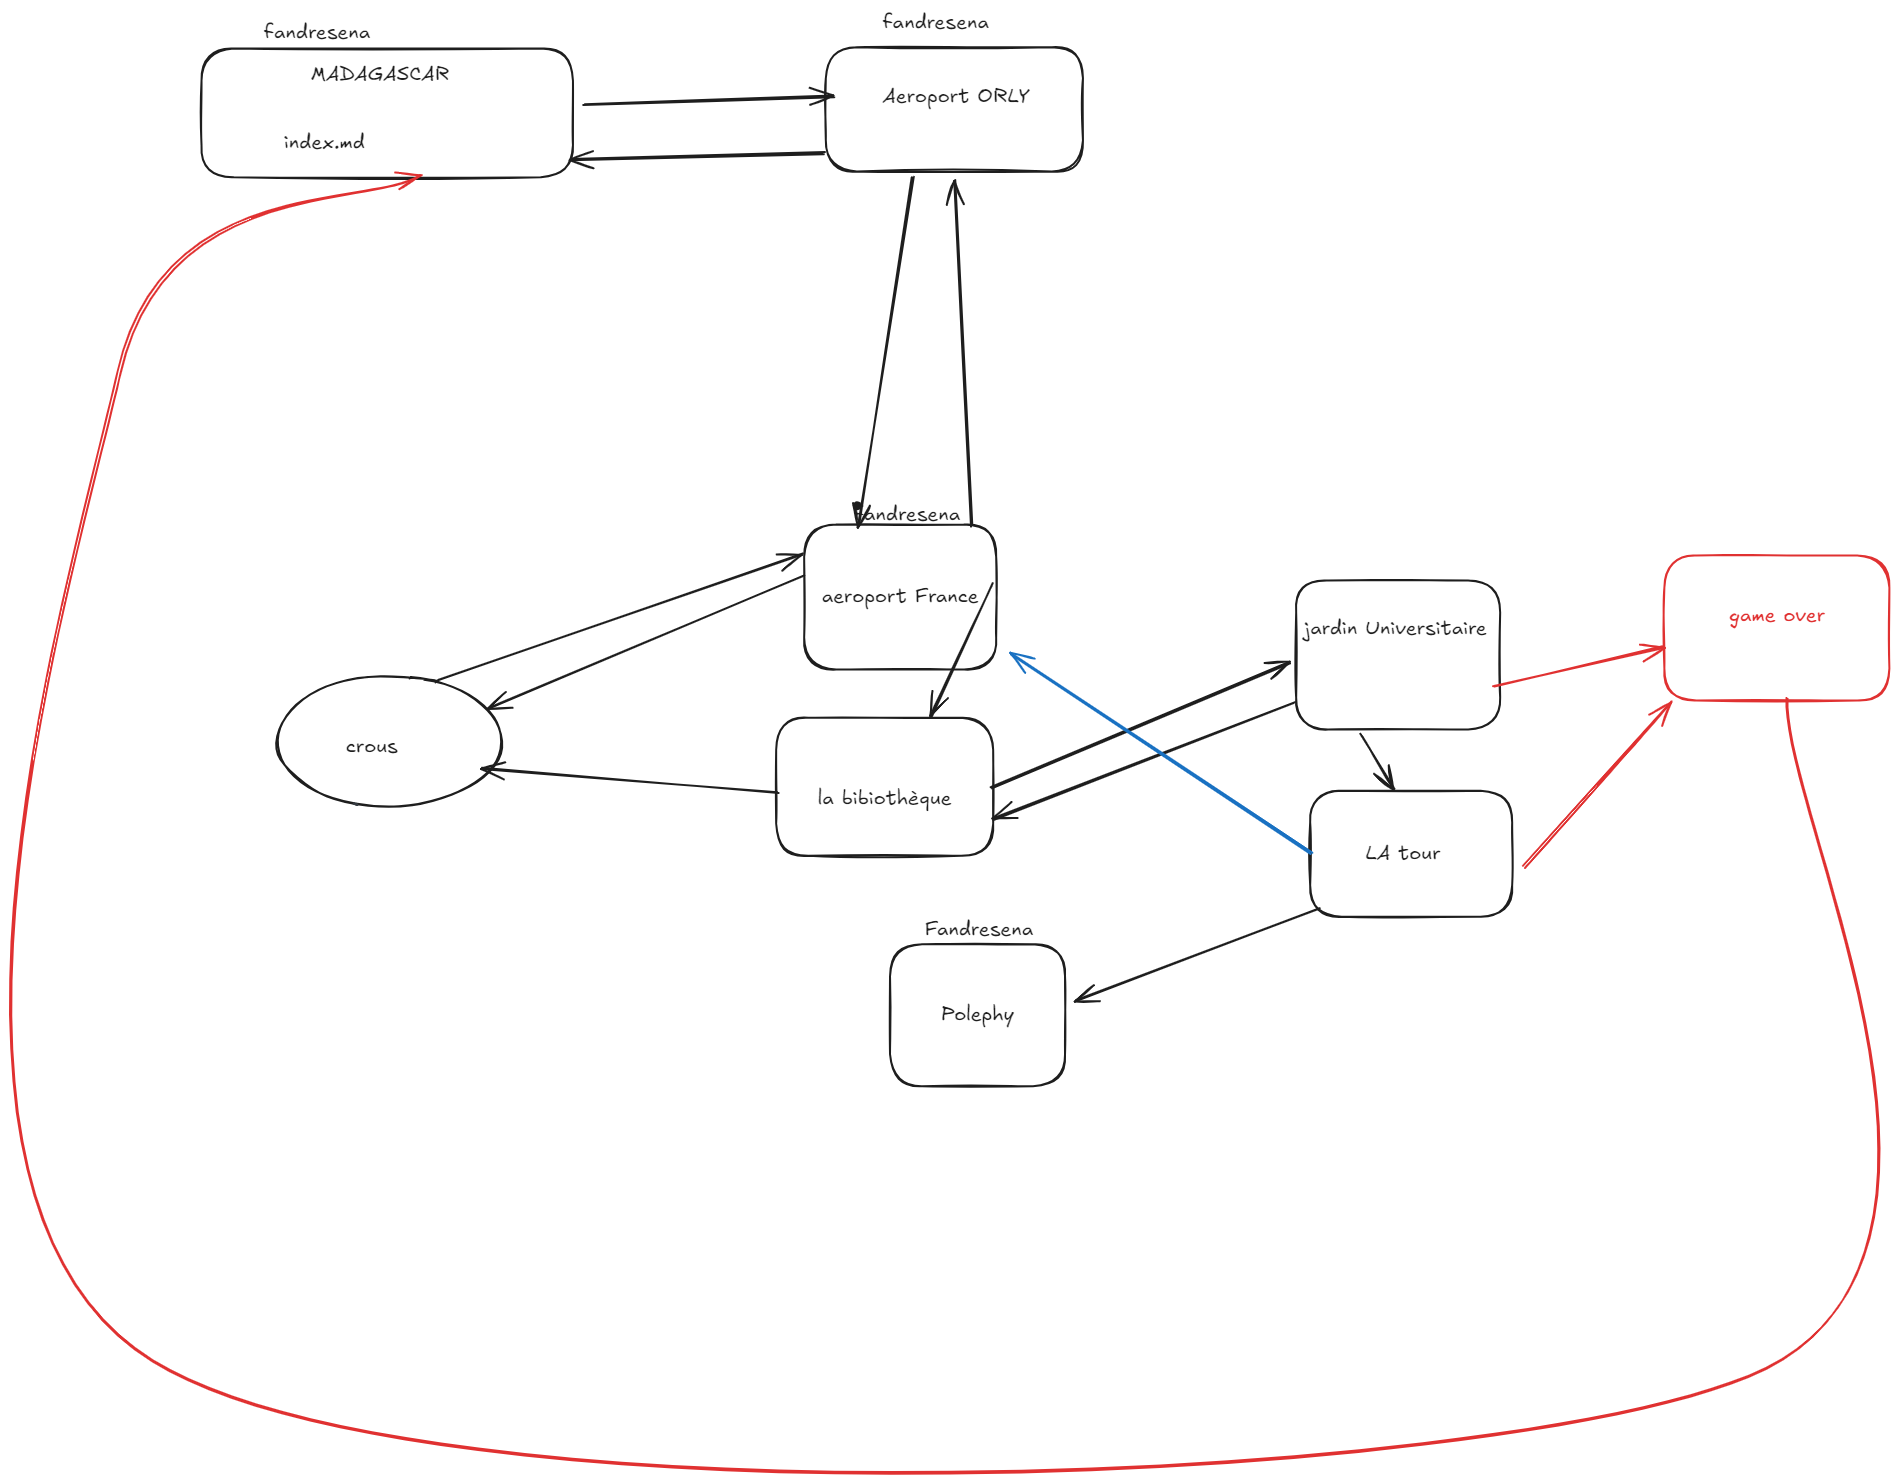 fandresena
fandresena
MADAGASCAR
Aeroport ORLY
index.md
fandresena
aeroport France
jardin Universitaire
game over
crous
la bibiothèque
LA tour
Fandresena
Polephy